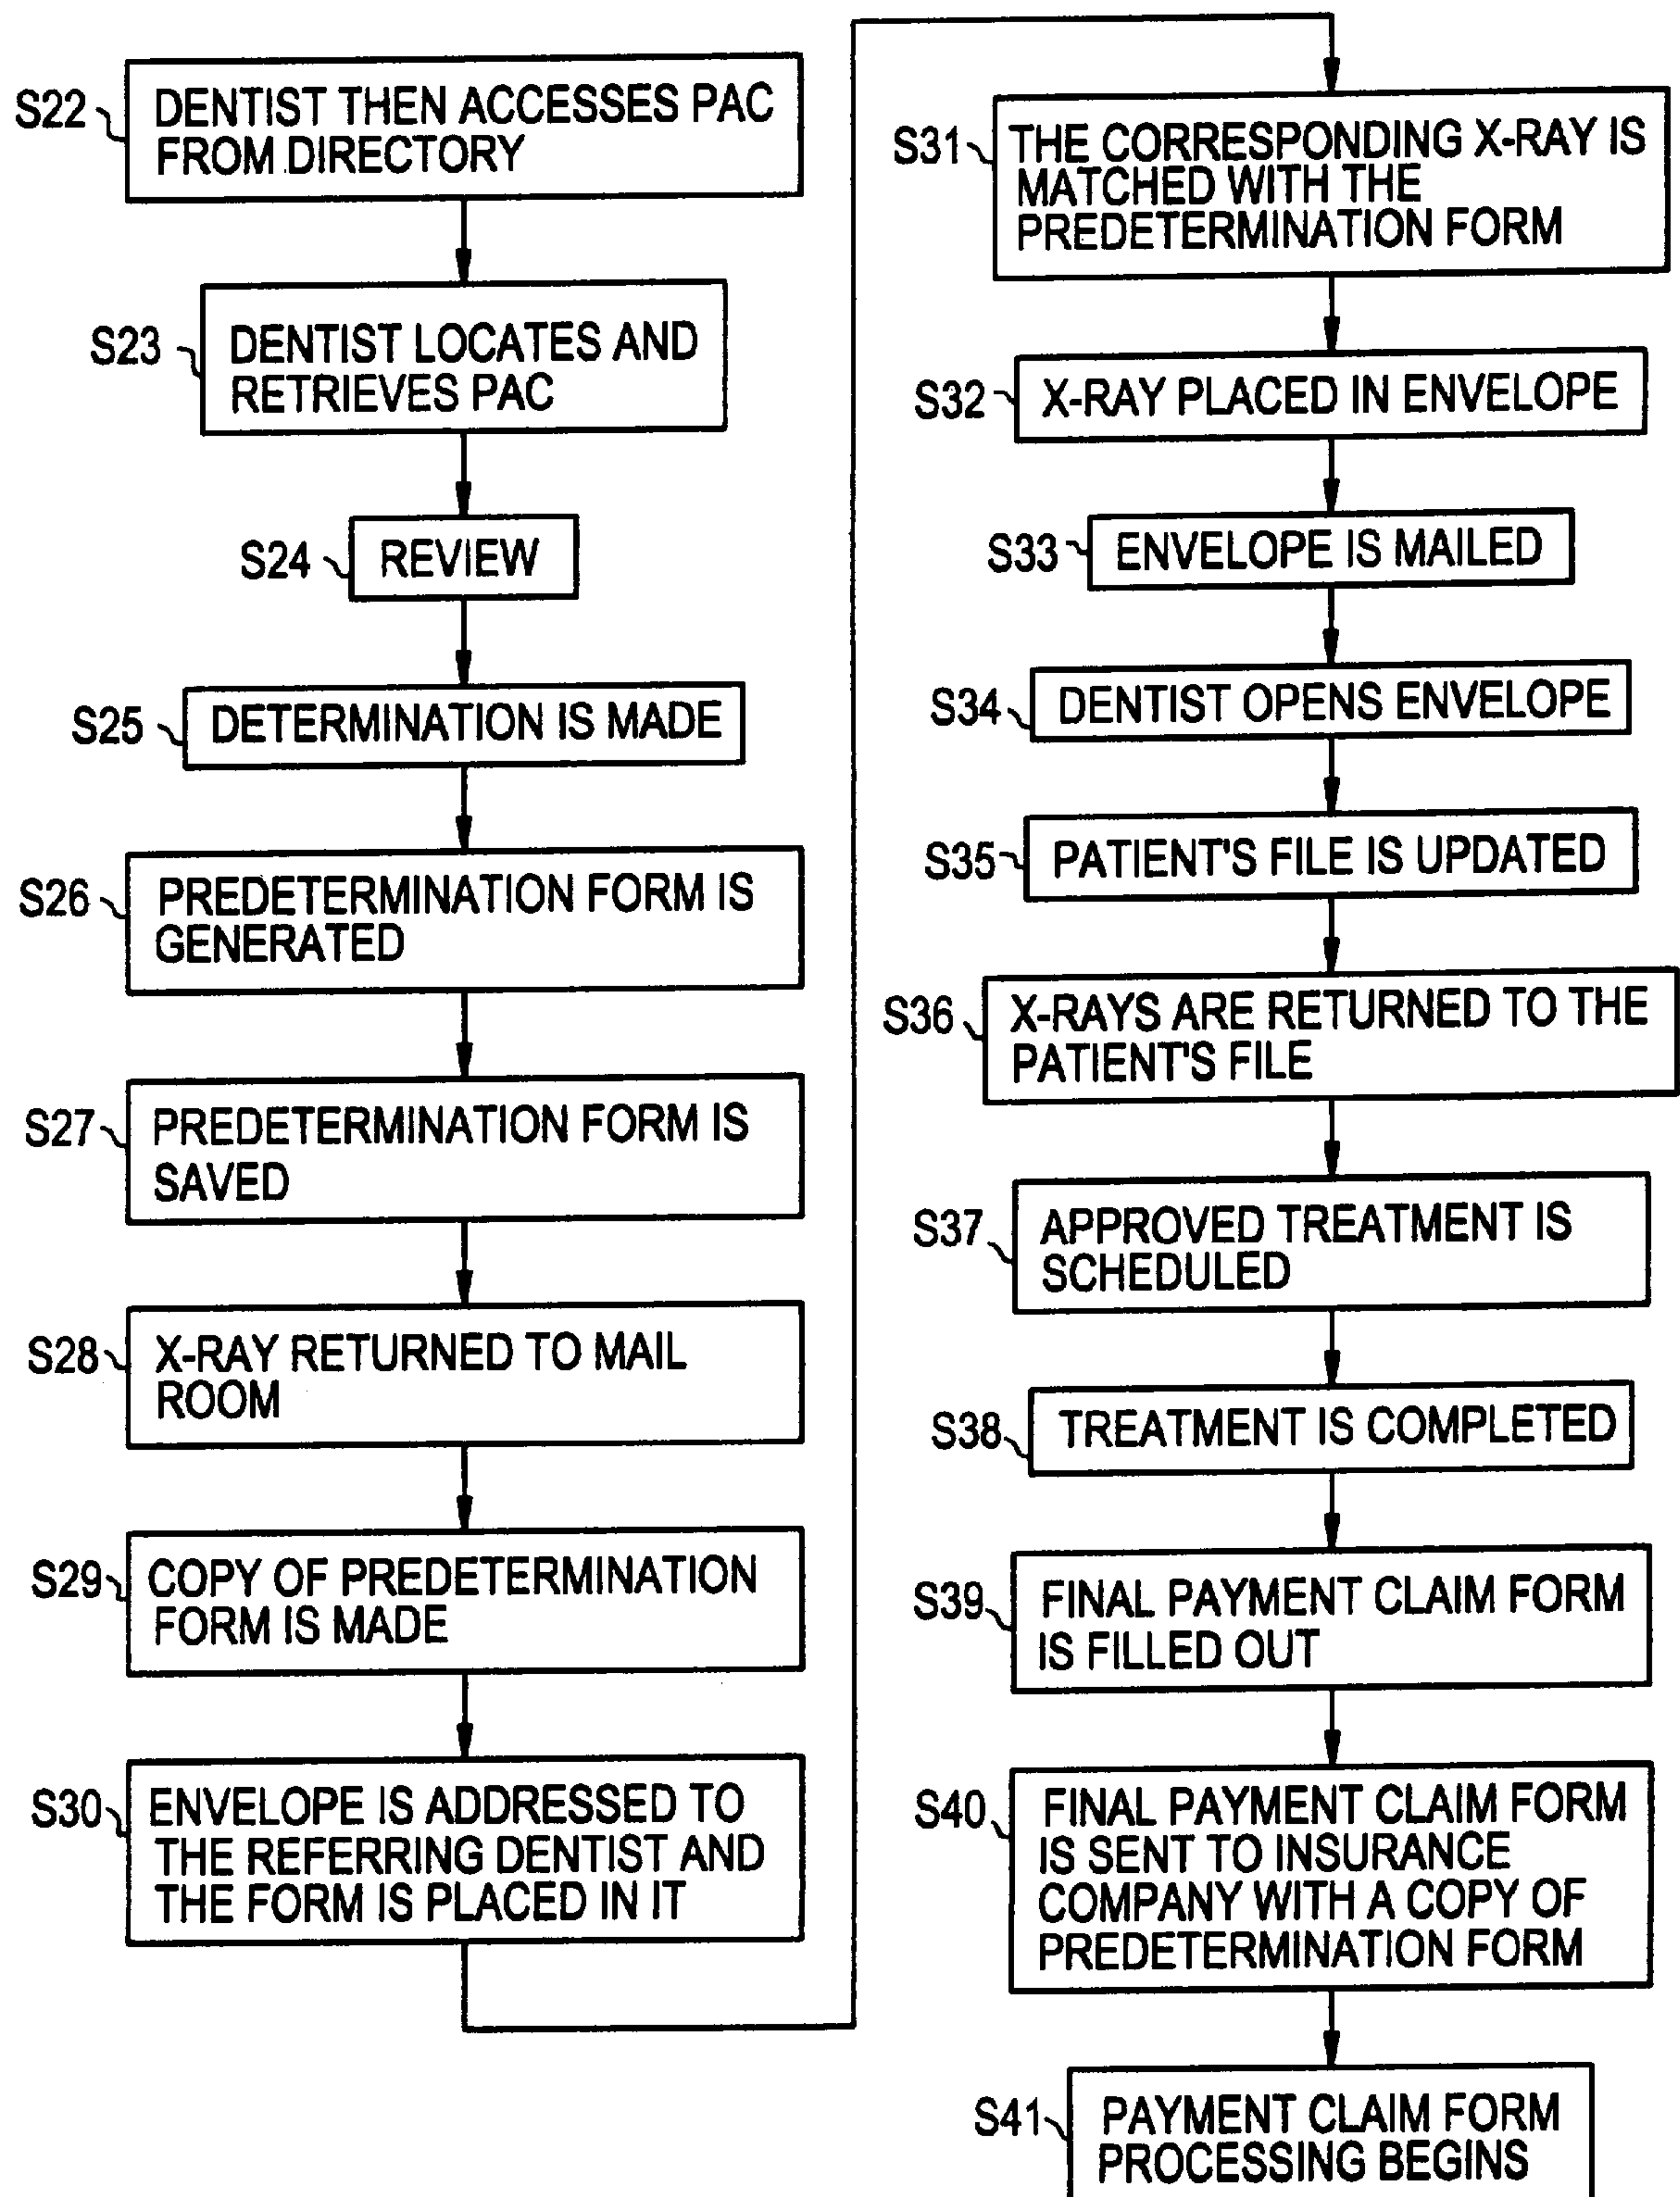 S22
DENTIST THEN ACCESSES PAC
FROM DIRECTORY
S23
DENTIST LOCATES AND
RETRIEVES PAC
S24
REVIEW
S25
DETERMINATION IS MADE
S26
PREDETERMINATION FORM IS
GENERATED
S27
PREDETERMINATION FORM IS
SAVED
S28
X-RAY RETURNED TO MAIL
ROOM
S29
COPY OF PREDETERMINATION
FORM IS MADE
S30
ENVELOPE IS ADDRESSED TO
THE REFERRING DENTIST AND
THE FORM IS PLACED IN IT
S31
THE CORRESPONDING X-RAY IS
MATCHED WITH THE
PREDETERMINATION FORM
S32
X-RAY PLACED IN ENVELOPE
S33
ENVELOPE IS MAILED
S34
DENTIST OPENS ENVELOPE
S35
PATIENT'S FILE IS UPDATED
S36
X-RAYS ARE RETURNED TO THE
PATIENT'S FILE
S37
APPROVED TREATMENT IS
SCHEDULED
S38
TREATMENT IS COMPLETED
S39
FINAL PAYMENT CLAIM FORM
IS FILLED OUT
S40
FINAL PAYMENT CLAIM FORM
IS SENT TO INSURANCE
COMPANY WITH A COPY OF
PREDETERMINATION FORM
S41
PAYMENT CLAIM FORM
PROCESSING BEGINS